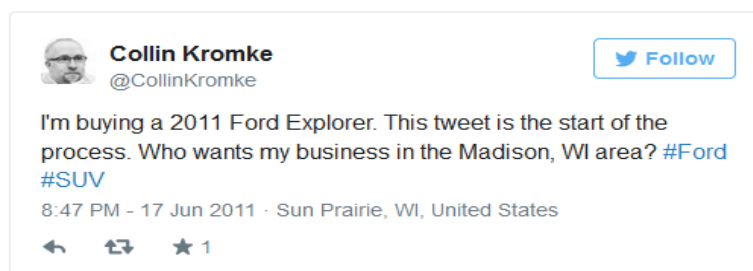 Collin Kromke
Follow
@CollinKromke
I'm buying a 2011 Ford Explorer. This tweet is the start of the
process. Who wants my business in the Madison, WI area? #Ford
#SUV
8:47 PM - 17 Jun 2011 · Sun Prairie, WI, United States
1